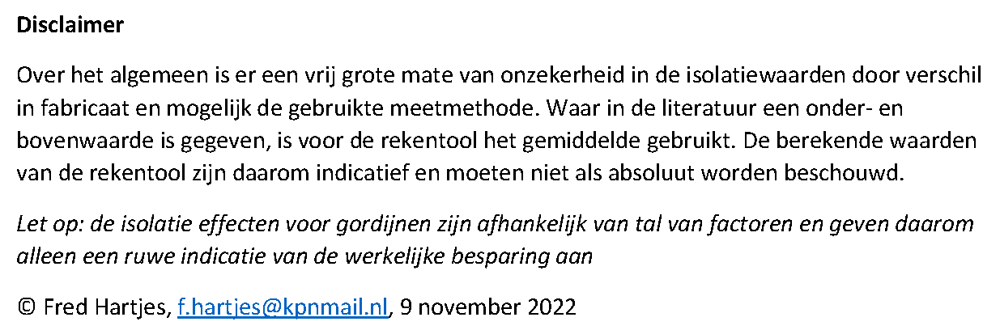 Disclaimer
Over het algemeen is er een vrij grote mate van onzekerheid in de isolatiewaarden door verschil
in fabricaat en mogelijk de gebruikte meetmethode. Waar in de literatuur een onder- en
bovenwaarde is gegeven, is voor de rekentool het gemiddelde gebruikt. De berekende waarden
van de rekentool zijn daarom indicatief en moeten niet als absoluut worden beschouwd.
Let op: de isolatie effecten voor gordijnen zijn afhankelijk van tal van factoren en geven daarom
alleen een ruwe indicatie van de werkelijke besparing aan
© Fred Hartjes, f.hartjes@kpnmail.nl, 9 november 2022